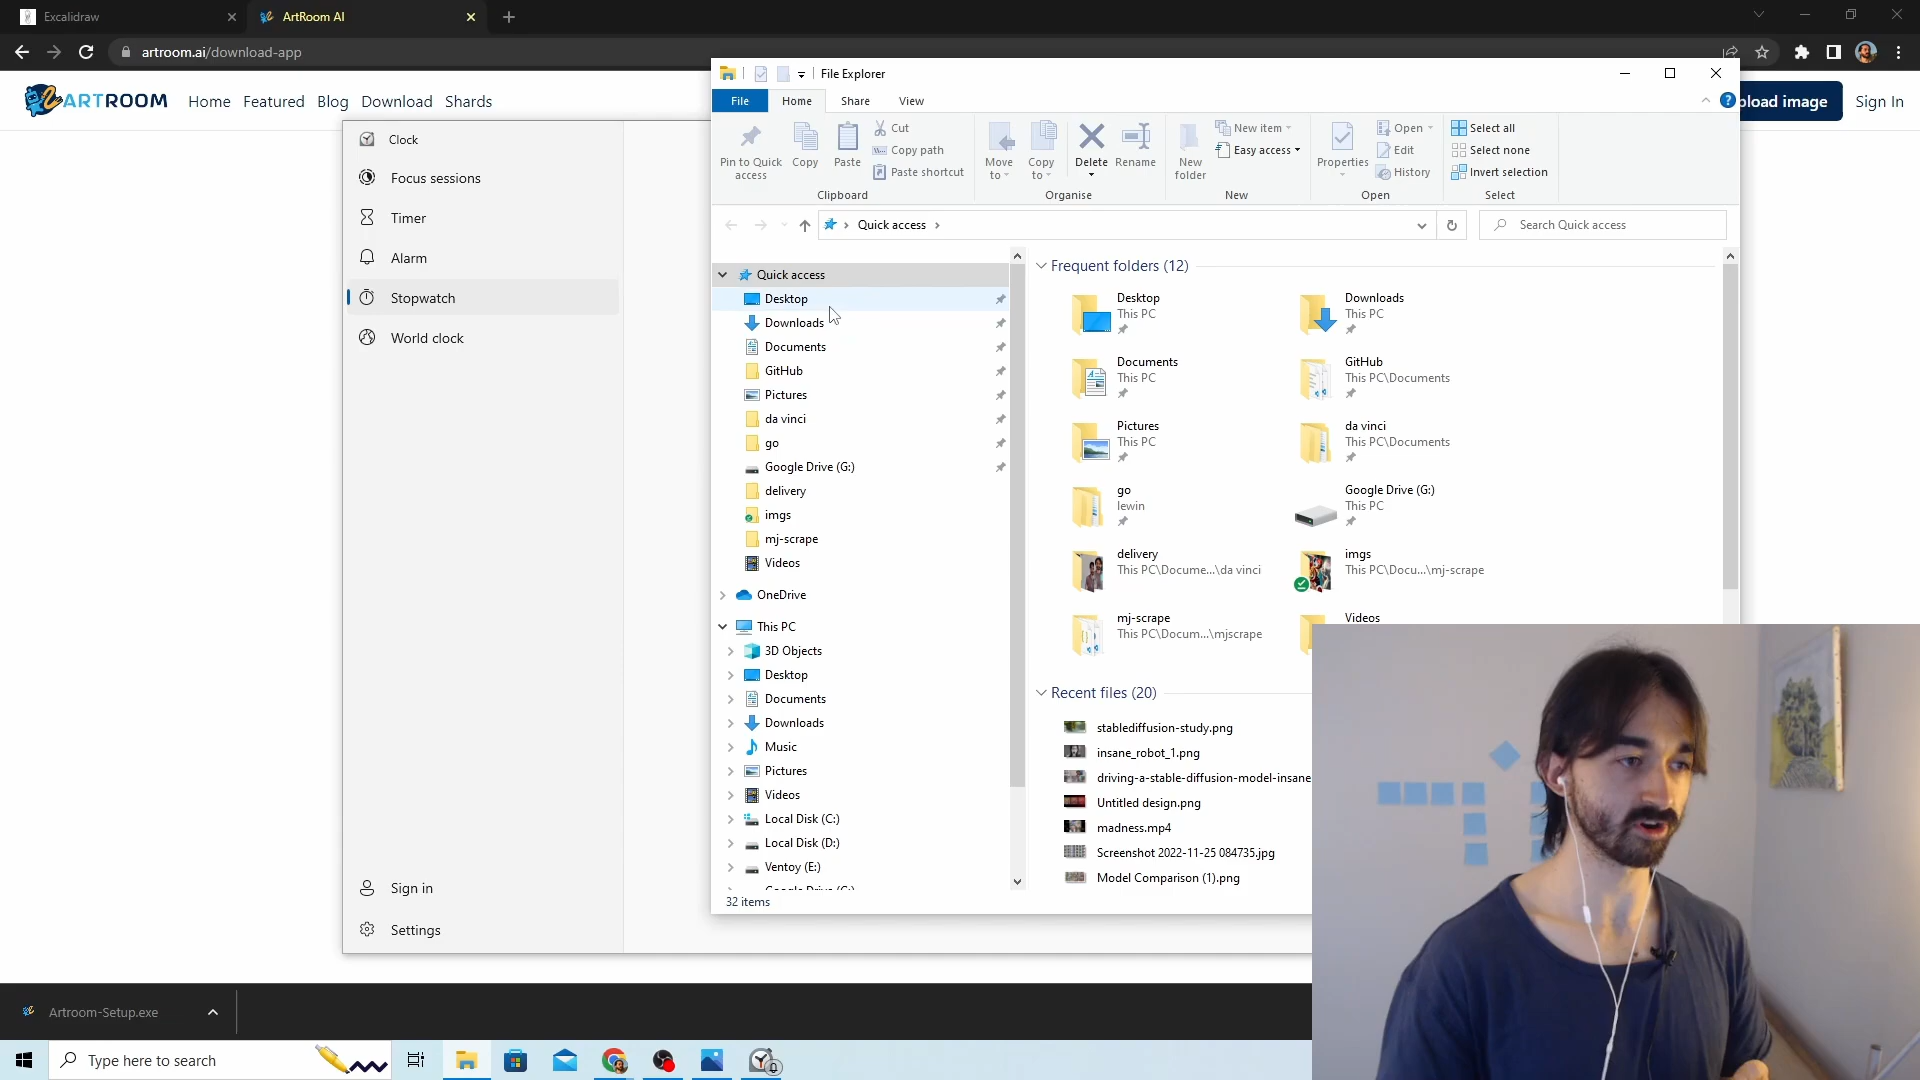 Excalidraw
ArtRoom AI
artroom.ai/download-app
ARTROOM
Home
Featured
Blog
Download
Shards
pload image
Sign In
Clock
Focus sessions
Timer
Alarm
Stopwatch
World clock
Sign in
Settings
File Explorer
File
Home
Share
View
Pin to Quick
access
Copy
Paste
Cut
Copy path
Paste shortcut
Clipboard
Move
to
Copy
to
Delete
Rename
Organise
New
folder
New item
Easy access
New
Properties
Open
Edit
History
Open
Select all
Select none
Invert selection
Select
Quick access
Search Quick access
Quick access
Desktop
Downloads
Documents
GitHub
Pictures
da vinci
go
Google Drive (G:)
delivery
imgs
mj-scrape
Videos
OneDrive
This PC
3D Objects
Desktop
Documents
Downloads
Music
Pictures
Videos
Local Disk (C:)
Local Disk (D:)
Ventoy (E:)
Google Drive (G:)
32 items
Frequent folders (12)
Desktop
This PC
Downloads
This PC
Documents
This PC
GitHub
This PC\Documents
Pictures
This PC
da vinci
This PC\Documents
go
lewin
Google Drive (G:)
This PC
delivery
This PC\Docume...\da vinci
imgs
This PC\Docu...\mj-scrape
mj-scrape
This PC\Docum...\mjscrape
Videos
Recent files (20)
stablediffusion-study.png
insane_robot_1.png
driving-a-stable-diffusion-model-insane
Untitled design.png
madness.mp4
Screenshot 2022-11-25 084735.jpg
Model Comparison (1).png
Artroom-Setup.exe
Type here to search